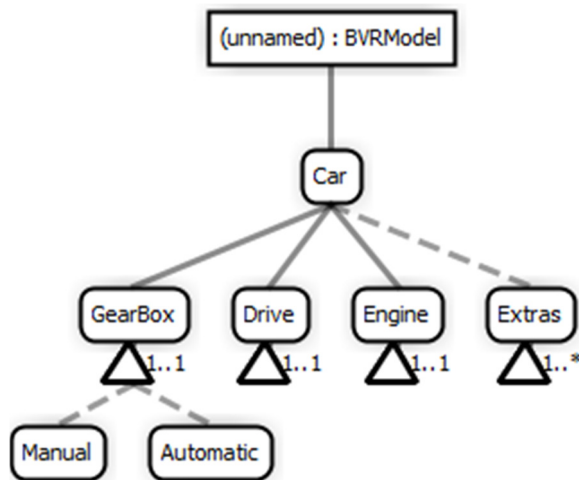 (unnamed) : BVRModel
Car
GearBox
Drive
Engine
Extras
1..1
1..1
1..1
1..*
Manual
Automatic